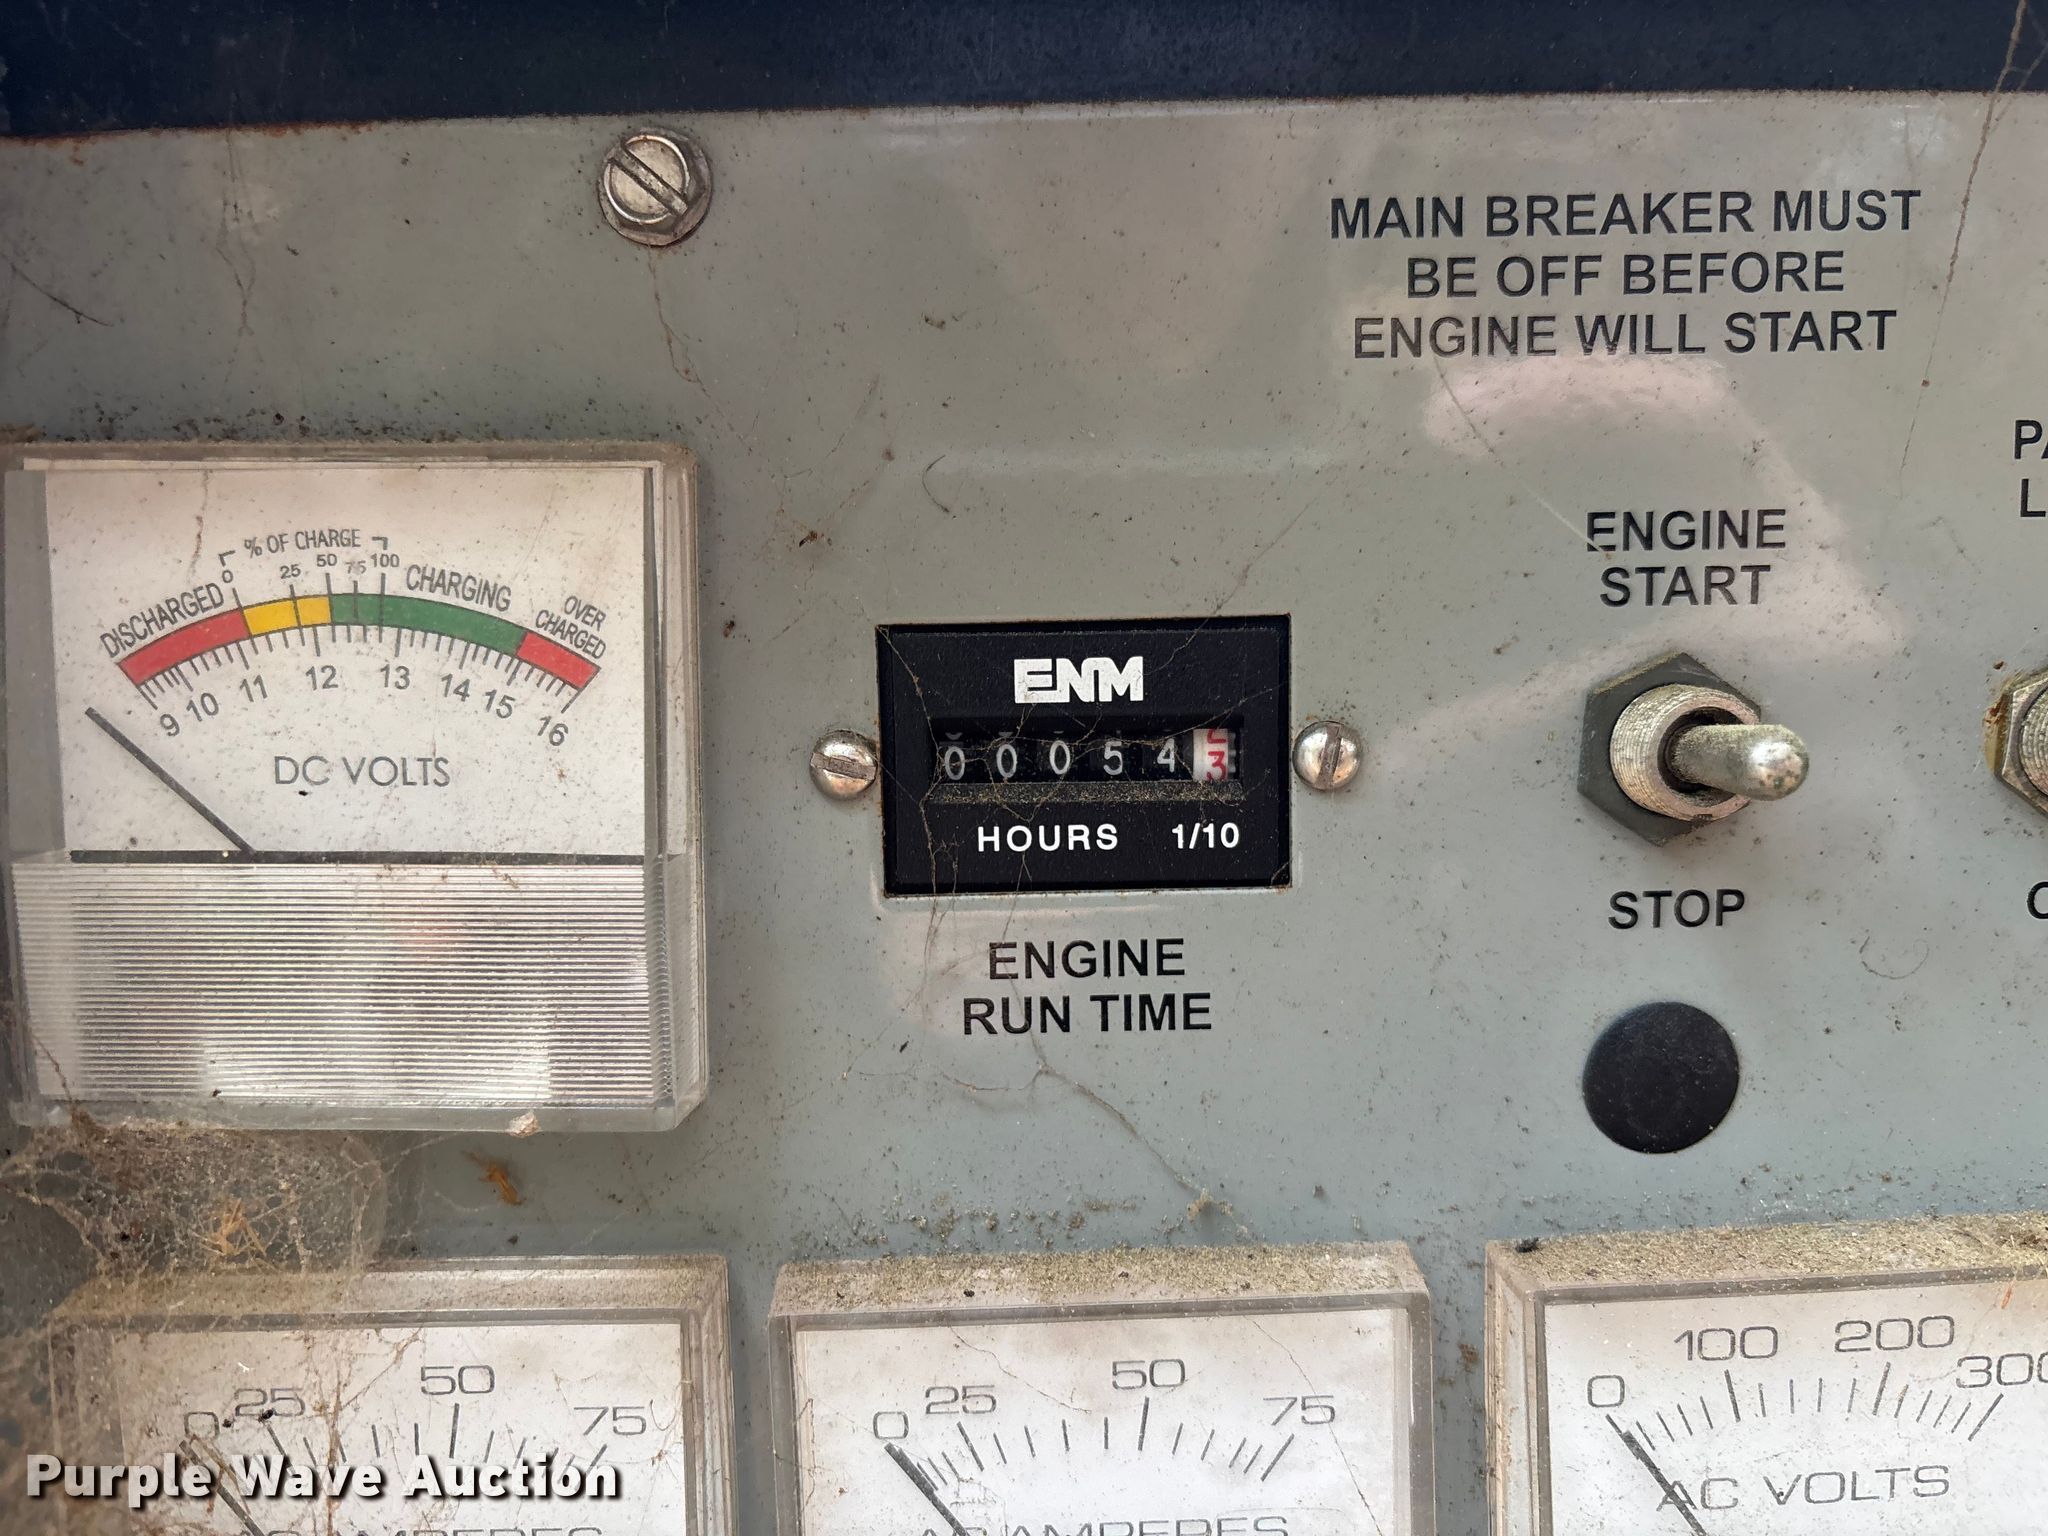 MAIN BREAKER MUST
BE OFF BEFORE
ENGINE WILL START
ENGINE
START
STOP
% OF CHARGE
0 25 50 75 100
DISCHARGED CHARGING OVER CHARGED
9 10 11 12 13 14 15 16
DC VOLTS
ENM
0 0 0 5 4 3
HOURS 1/10
ENGINE
RUN TIME
0 25 50 75
0 25 50 75
0 100 200 300
AC VOLTS
Purple Wave Auction